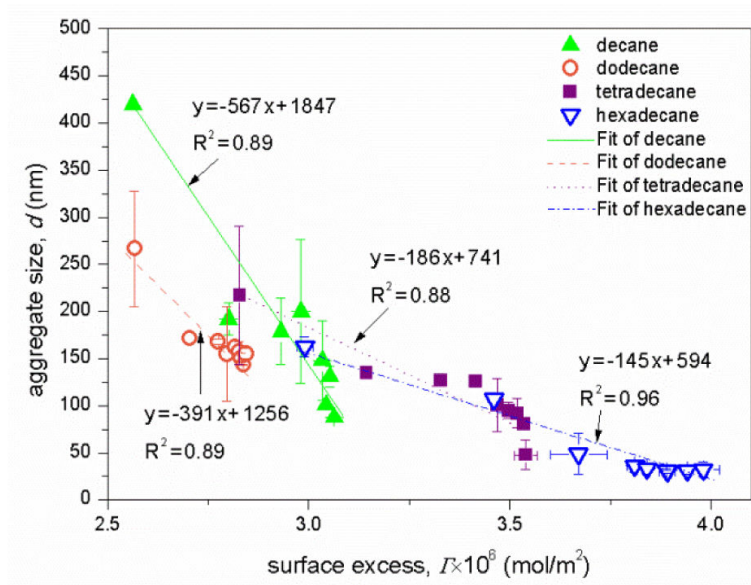 500
450
400
350
300
250
200
150
100
50
0
aggregate size, d (nm)
decane
dodecane
tetradecane
hexadecane
Fit of decane
Fit of dodecane
Fit of tetradecane
Fit of hexadecane
y=-567x+1847
R²=0.89
y=-186x+741
R²=0.88
y=-145x+594
R²=0.96
y=-391x+1256
R²=0.89
2.5 3.0 3.5 4.0
surface excess, Γ×10⁶ (mol/m²)